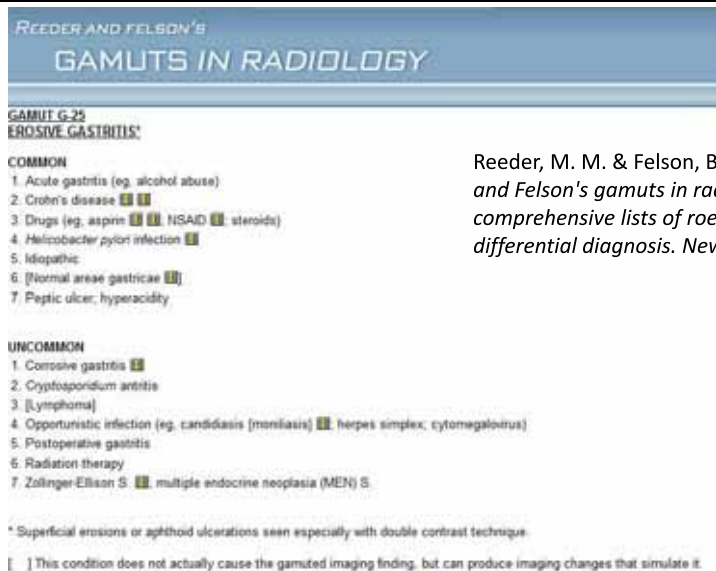 REEDER AND FELSON'S
GAMUTS IN RADIOLOGY
GAMUT G-25
EROSIVE GASTRITIS*
Reeder, M. M. & Felson, B
and Felson's gamuts in rad
comprehensive lists of roe
differential diagnosis. New
COMMON
1. Acute gastritis (eg, alcohol abuse)
2. Crohn's disease
3. Drugs (eg, aspirin ; NSAID ; steroids)
4. Helicobacter pylori infection
5. Idiopathic
6. [Normal areae gastricae ]
7. Peptic ulcer; hyperacidity
UNCOMMON
1. Corrosive gastritis
2. Cryptosporidium antritis
3. [Lymphoma]
4. Opportunistic infection (eg, candidiasis [moniliasis] ; herpes simplex; cytomegalovirus)
5. Postoperative gastritis
6. Radiation therapy
7. Zollinger-Ellison S. ; multiple endocrine neoplasia (MEN) S.
* Superficial erosions or aphthoid ulcerations seen especially with double contrast technique.
[ ] This condition does not actually cause the gamuted imaging finding, but can produce imaging changes that simulate it.